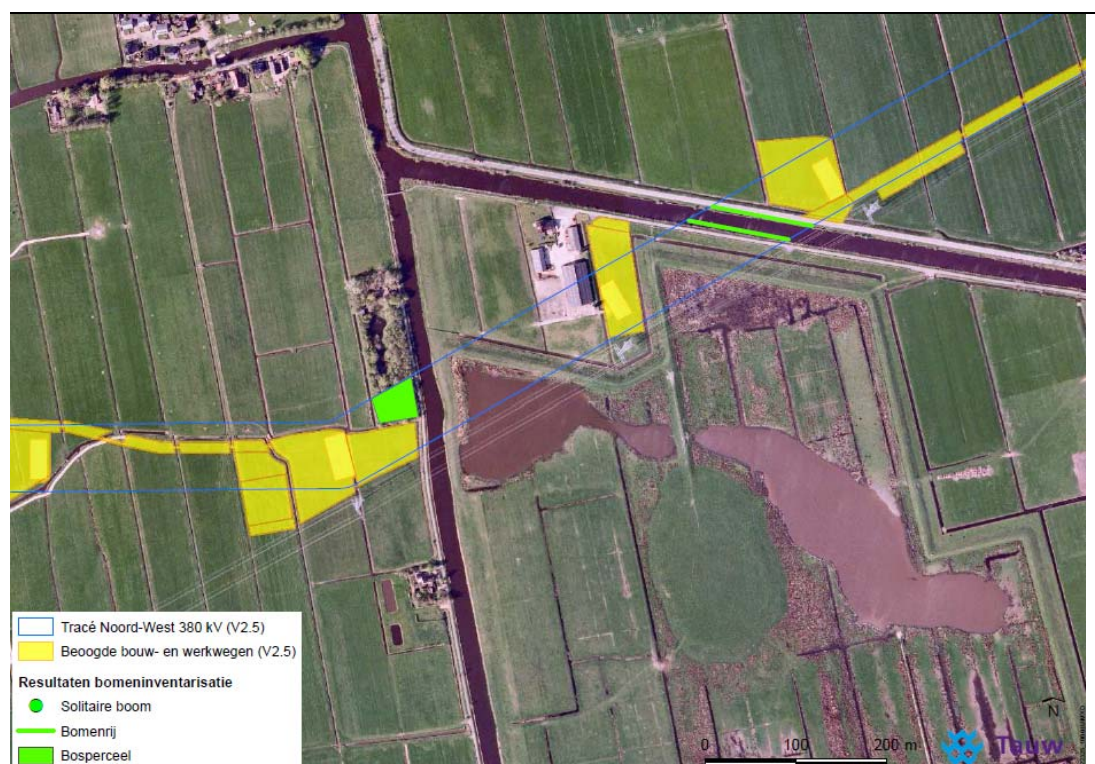 Tracé Noord-West 380 kV (V2.5)
Beoogde bouw- en werkwegen (V2.5)
Resultaten bomeninventarisatie
Solitaire boom
Bomenrij
Bosperceel
N
0 100 200 m
Tauw